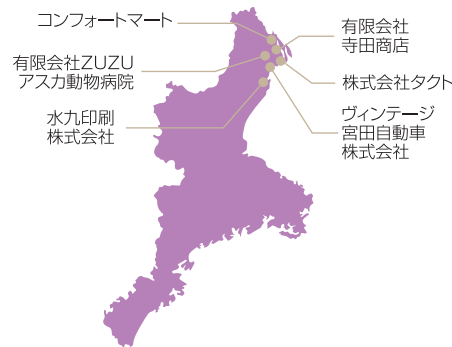 コンフォートマート
有限会社
寺田商店
有限会社ZUZU
アスカ動物病院
株式会社タクト
水九印刷
株式会社
ヴィンテージ
宮田自動車
株式会社